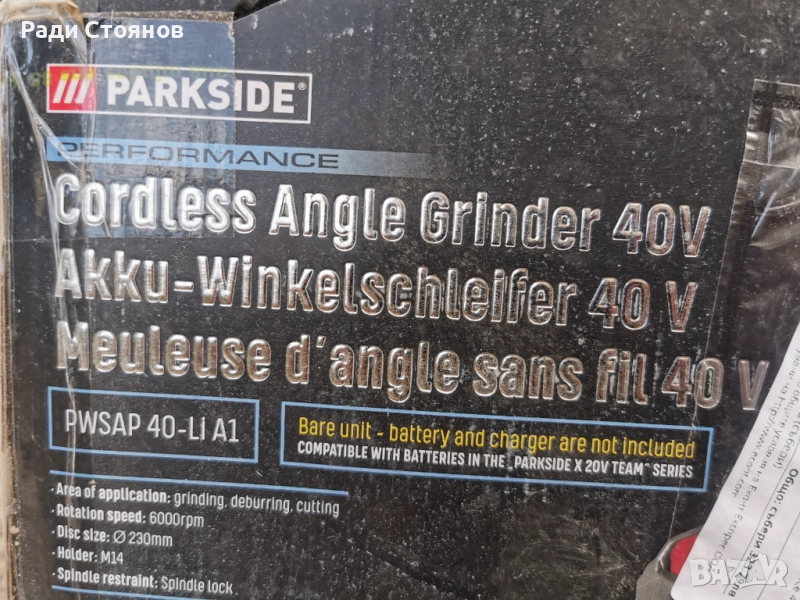 Ради Стоянов
PARKSIDE®
PERFORMANCE
Cordless Angle Grinder 40V
Akku-Winkelschleifer 40 V
Meuleuse d'angle sans fil 40 V
PWSAP 40-Li A1
Bare unit - battery and charger are not included
COMPATIBLE WITH BATTERIES IN THE „PARKSIDE X 20V TEAM“ SERIES
· Area of application: grinding, deburring, cutting
· Rotation speed: 6000rpm
· Disc size: Ø 230mm
· Holder: M14
· Spindle restraint: Spindle lock
BAZAR